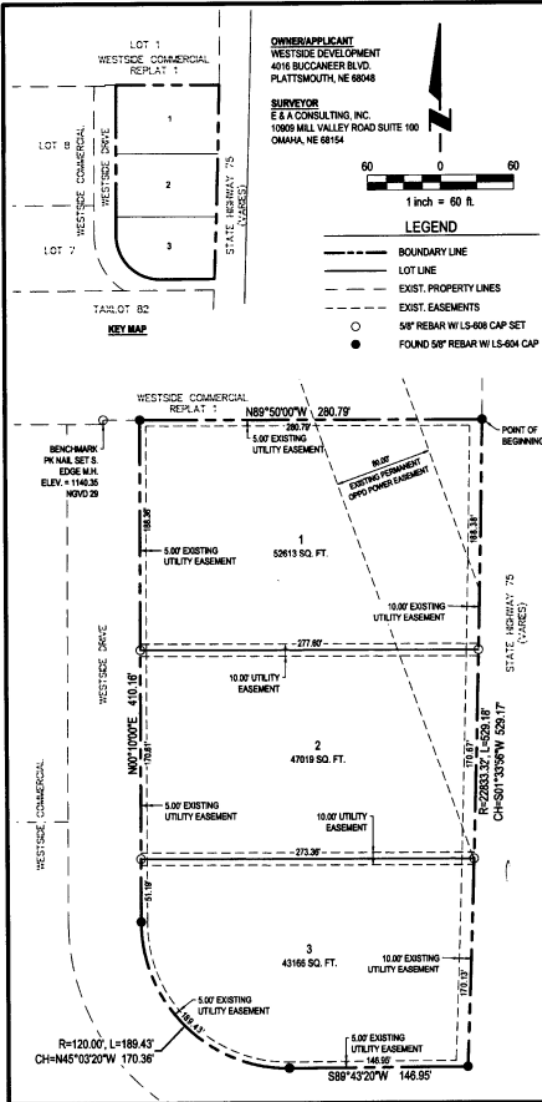 LOT 1
WESTSIDE COMMERCIAL
REPLAT 1
LOT 8
WESTSIDE COMMERCIAL
WESTSIDE DRIVE
1
2
3
LOT 7
STATE HIGHWAY 75
(VARIES)
TAXLOT B2
KEY MAP
OWNER/APPLICANT
WESTSIDE DEVELOPMENT
4016 BUCCANEER BLVD.
PLATTSMOUTH, NE 68048
SURVEYOR
E & A CONSULTING, INC.
10909 MILL VALLEY ROAD SUITE 100
OMAHA, NE 68154
N
60 0 60
1 inch = 60 ft.
LEGEND
BOUNDARY LINE
LOT LINE
EXIST. PROPERTY LINES
EXIST. EASEMENTS
5/8" REBAR W/ LS-608 CAP SET
FOUND 5/8" REBAR W/ LS-604 CAP
WESTSIDE COMMERCIAL
REPLAT 1
N89°50'00"W 280.79'
280.79'
5.00' EXISTING
UTILITY EASEMENT
POINT OF
BEGINNING
BENCHMARK
PK NAIL SET S.
EDGE M.H.
ELEV. = 1140.35
NGVD 29
EXISTING PERMANENT
OPPD POWER EASEMENT
188.36'
188.38'
1
52613 SQ. FT.
5.00' EXISTING
UTILITY EASEMENT
10.00' EXISTING
UTILITY EASEMENT
STATE HIGHWAY 75
(VARIES)
277.60'
10.00' UTILITY
EASEMENT
WESTSIDE DRIVE
N00°10'00"E 410.16'
170.61'
2
47019 SQ. FT.
170.67'
R=22833.32', L=529.18'
CH=S01°33'56"W 529.17'
WESTSIDE COMMERCIAL
5.00' EXISTING
UTILITY EASEMENT
10.00' UTILITY
EASEMENT
273.36'
51.19'
3
43166 SQ. FT.
10.00' EXISTING
UTILITY EASEMENT
170.13'
5.00' EXISTING
UTILITY EASEMENT
189.43'
R=120.00', L=189.43'
CH=N45°03'20"W 170.36'
5.00' EXISTING
UTILITY EASEMENT
146.95'
S89°43'20"W 146.95'